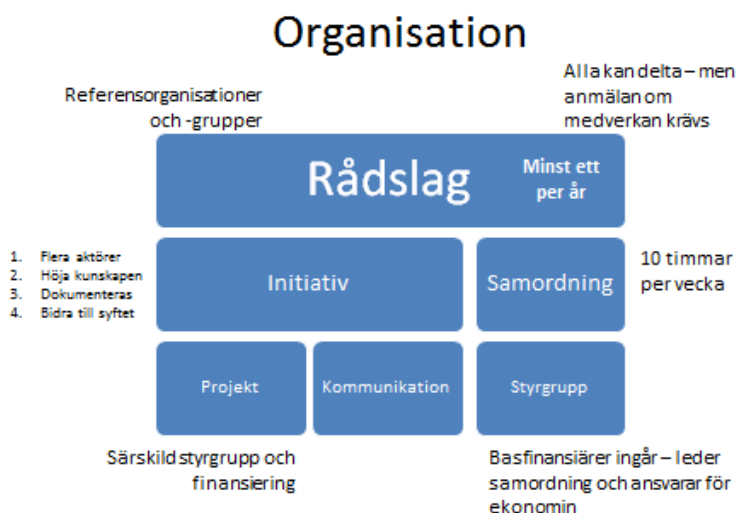 Organisation
Referensorganisationer
och -grupper
Alla kan delta – men
anmälan om
medverkan krävs
Rådslag
Minst ett
per år
1. Flera aktörer
2. Höja kunskapen
3. Dokumenteras
4. Bidra till syftet
Initiativ
Samordning
10 timmar
per vecka
Projekt
Kommunikation
Styrgrupp
Särskild styrgrupp och
finansiering
Basfinansiärer ingår – leder
samordning och ansvarar för
ekonomin